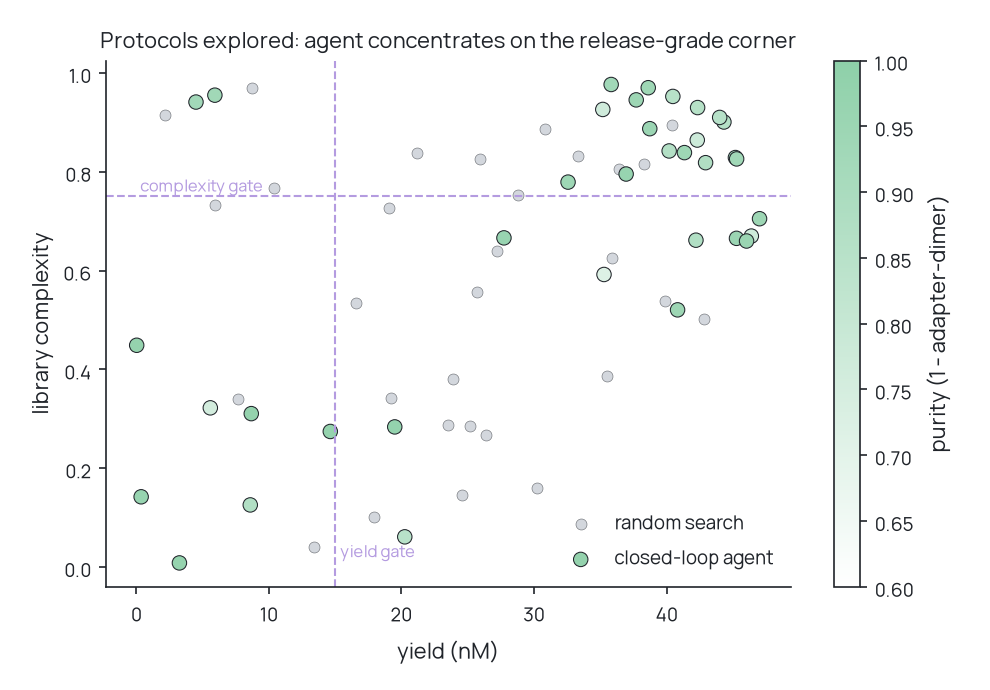 Protocols explored: agent concentrates on the release-grade corner
1.0
0.8
0.6
0.4
0.2
0.0
library complexity
complexity gate
yield gate
random search
closed-loop agent
0
10
20
30
40
yield (nM)
1.00
0.95
0.90
0.85
0.80
0.75
0.70
0.65
0.60
purity (1 - adapter-dimer)